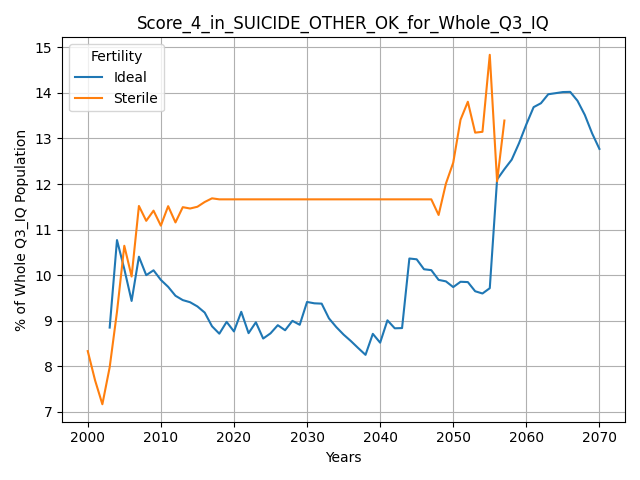 Score_4_in_SUICIDE_OTHER_OK_for_Whole_Q3_IQ
Fertility
Ideal
Sterile
% of Whole Q3_IQ Population
15
14
13
12
11
10
9
8
7
2000 2010 2020 2030 2040 2050 2060 2070
Years